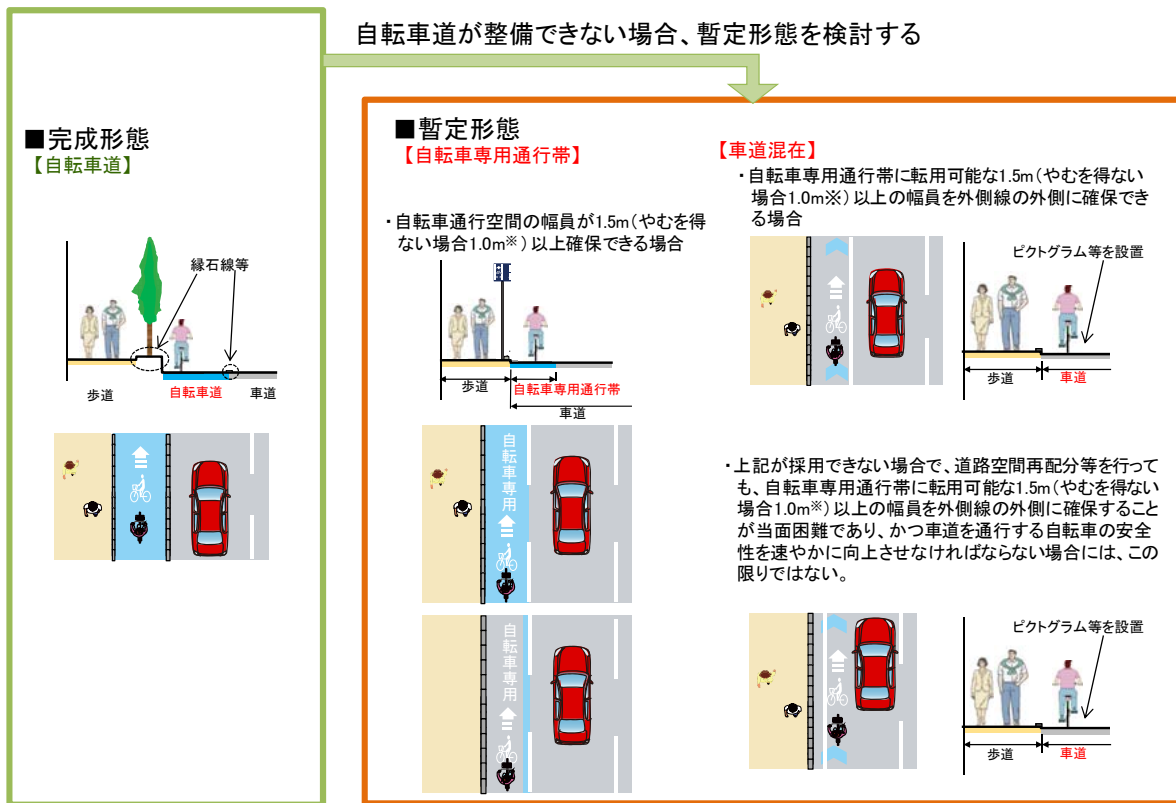 自転車道が整備できない場合、暫定形態を検討する
■完成形態
【自転車道】
縁石線等
歩道
自転車道
車道
■暫定形態
【自転車専用通行帯】
・自転車通行空間の幅員が1.5m（やむを得
ない場合1.0m※）以上確保できる場合
歩道
自転車専用通行帯
車道
自転車専用
自転車専用
【車道混在】
・自転車専用通行帯に転用可能な1.5m（やむを得ない
場合1.0m※）以上の幅員を外側線の外側に確保でき
る場合
ピクトグラム等を設置
歩道
車道
・上記が採用できない場合で、道路空間再配分等を行って
も、自転車専用通行帯に転用可能な1.5m（やむを得ない
場合1.0m※）以上の幅員を外側線の外側に確保すること
が当面困難であり、かつ車道を通行する自転車の安全
性を速やかに向上させなければならない場合には、この
限りではない。
ピクトグラム等を設置
歩道
車道